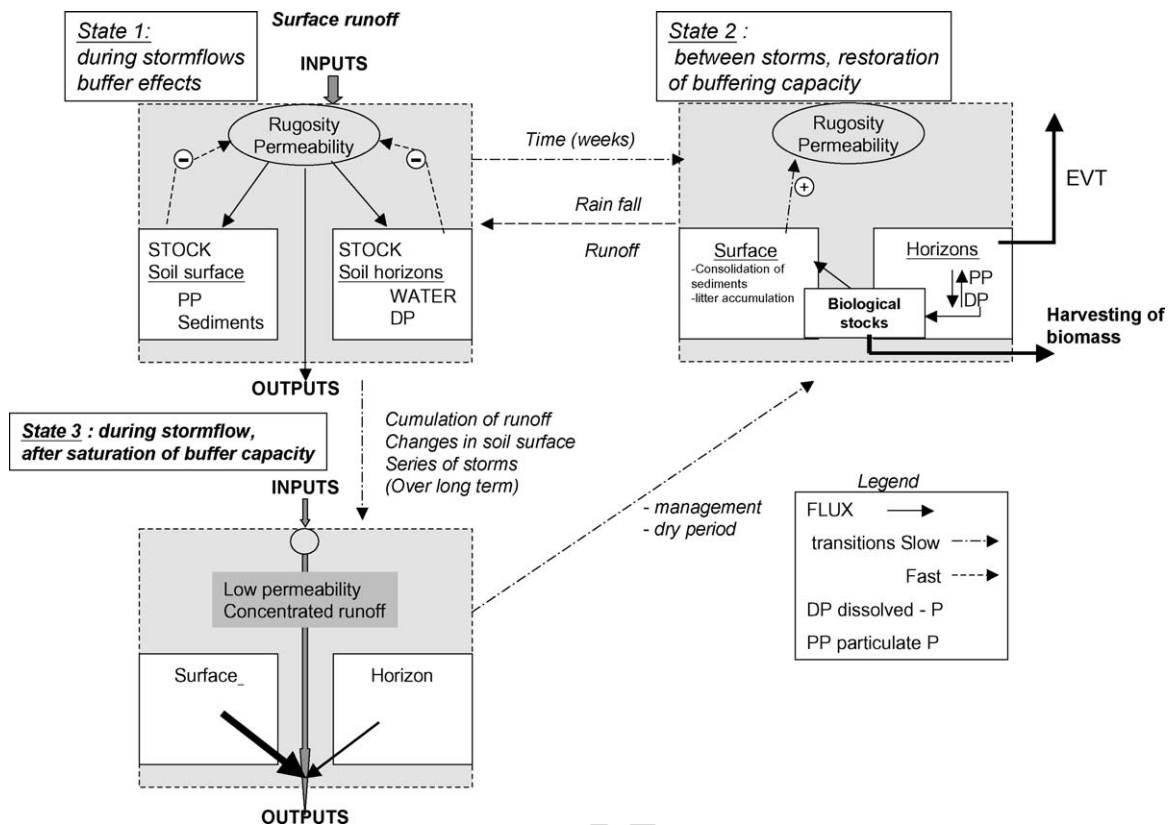 State 1:
during stormflows
buffer effects
Surface runoff
INPUTS
Rugosity
Permeability
−
−
STOCK
Soil surface
PP
Sediments
STOCK
Soil horizons
WATER
DP
OUTPUTS
Time (weeks)
Rain fall
Runoff
State 2 :
between storms, restoration
of buffering capacity
Rugosity
Permeability
+
EVT
Surface
-Consolidation of
sediments
-litter accumulation
Horizons
PP
DP
Biological
stocks
Harvesting of
biomass
State 3 : during stormflow,
after saturation of buffer capacity
Cumulation of runoff
Changes in soil surface
Series of storms
(Over long term)
INPUTS
Low permeability
Concentrated runoff
Surface_
Horizon
OUTPUTS
- management
- dry period
Legend
FLUX
transitions Slow
Fast
DP dissolved - P
PP particulate P